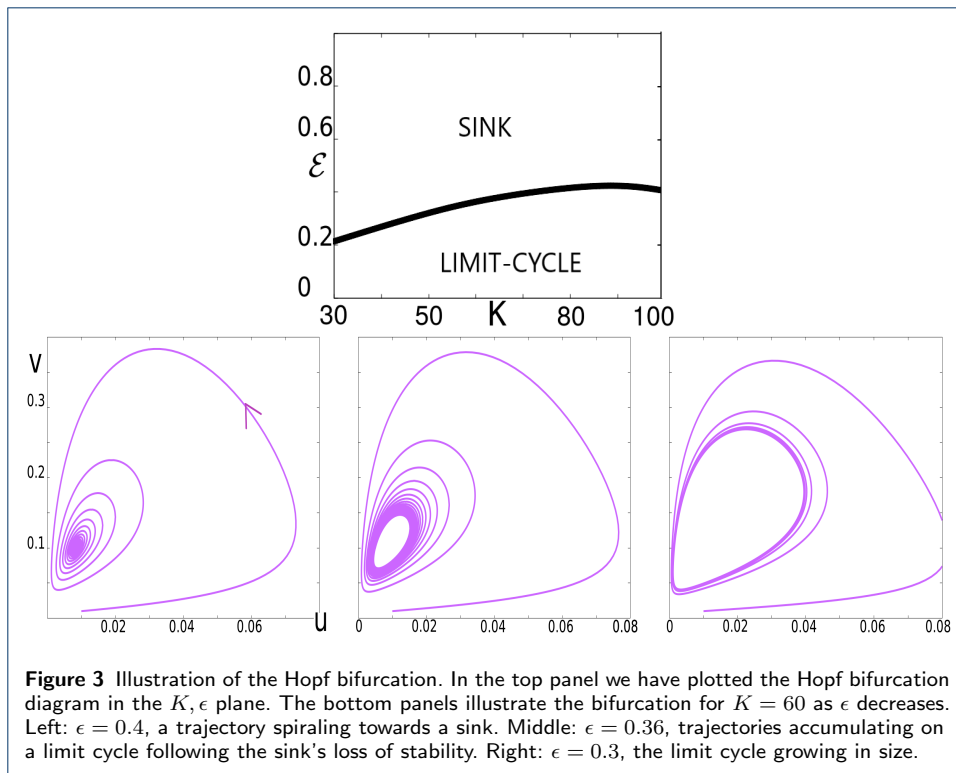 0.8
SINK
0.6
ℰ
0.2
LIMIT-CYCLE
0
30 50 K 80 100
V
0.3
0.2
0.1
0.02 0.04 0.06 u 0 0.02 0.04 0.06 0.08 0 0.02 0.04 0.06 0.08
Figure 3 Illustration of the Hopf bifurcation. In the top panel we have plotted the Hopf bifurcation
diagram in the K, ϵ plane. The bottom panels illustrate the bifurcation for K = 60 as ϵ decreases.
Left: ϵ = 0.4, a trajectory spiraling towards a sink. Middle: ϵ = 0.36, trajectories accumulating on
a limit cycle following the sink's loss of stability. Right: ϵ = 0.3, the limit cycle growing in size.